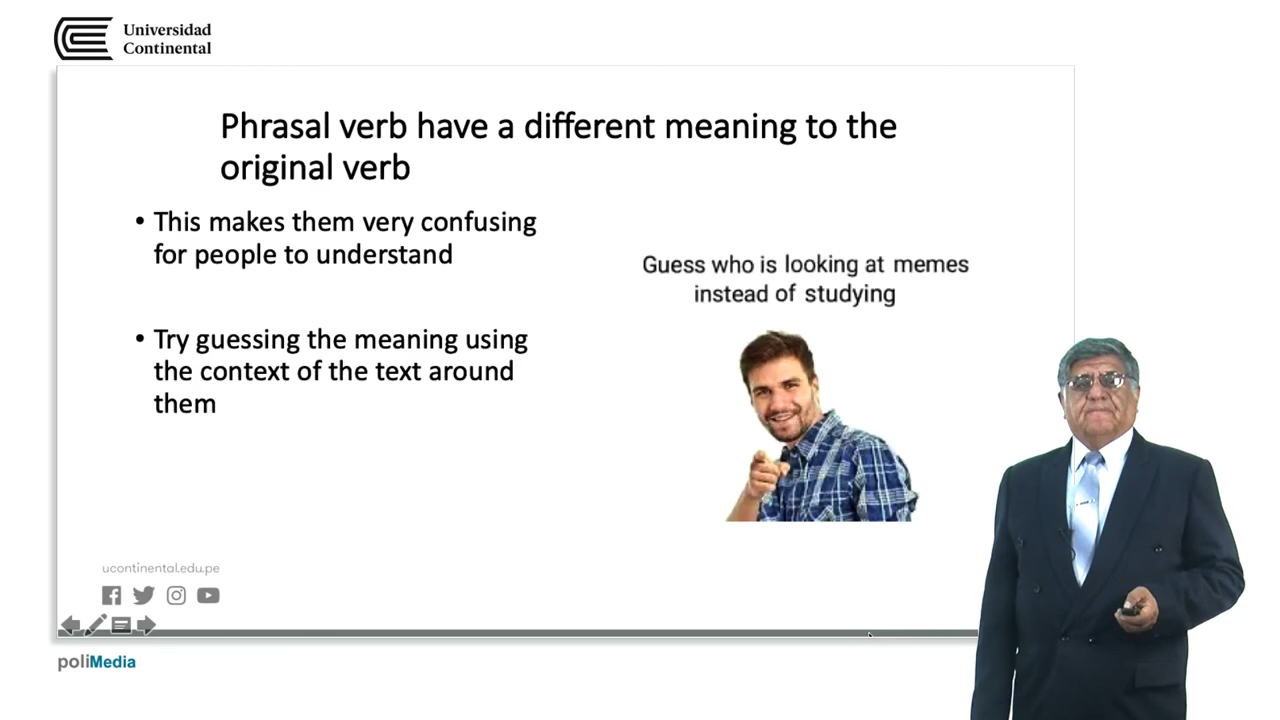 Universidad
Continental
Phrasal verb have a different meaning to the
original verb
• This makes them very confusing
for people to understand
• Try guessing the meaning using
the context of the text around
them
Guess who is looking at memes
instead of studying
ucontinental.edu.pe
poliMedia